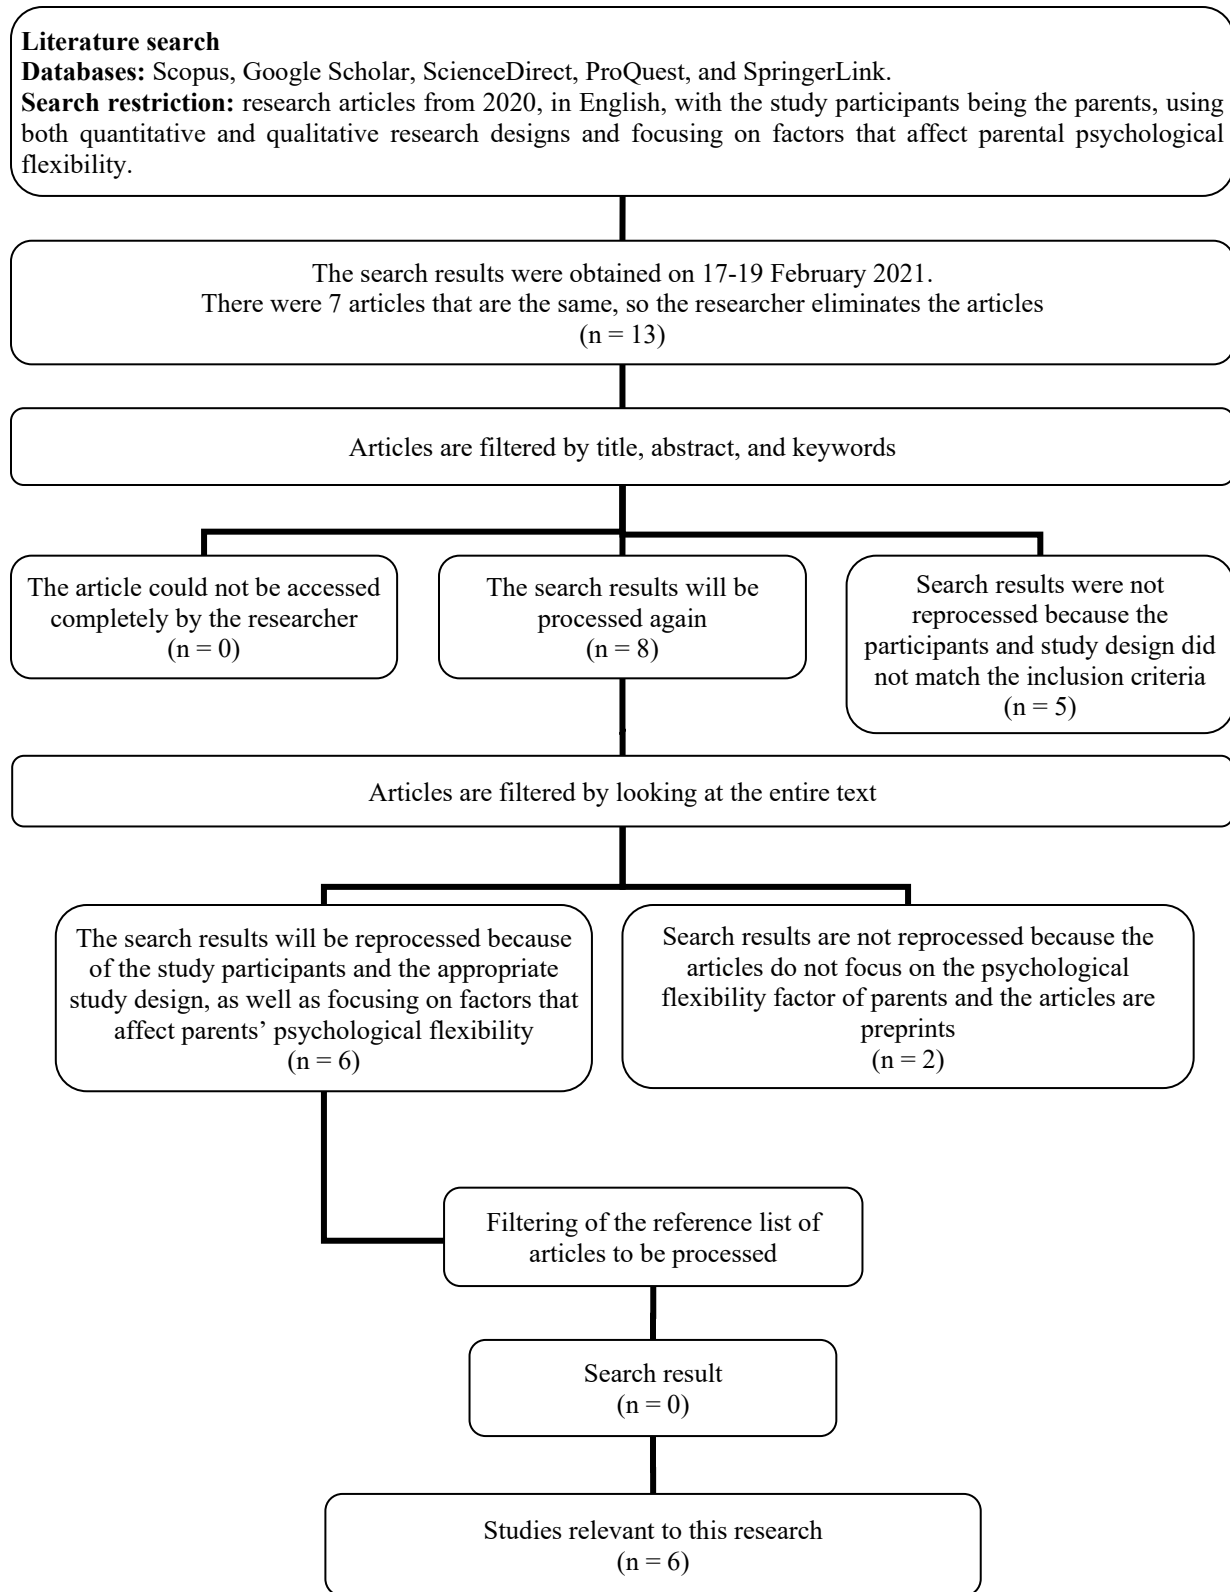 Literature search
Databases: Scopus, Google Scholar, ScienceDirect, ProQuest, and SpringerLink.
Search restriction: research articles from 2020, in English, with the study participants being the parents, using
both quantitative and qualitative research designs and focusing on factors that affect parental psychological
flexibility.
The search results were obtained on 17-19 February 2021.
There were 7 articles that are the same, so the researcher eliminates the articles
(n = 13)
Articles are filtered by title, abstract, and keywords
The article could not be accessed
completely by the researcher
(n = 0)
The search results will be
processed again
(n = 8)
Search results were not
reprocessed because the
participants and study design did
not match the inclusion criteria
(n = 5)
Articles are filtered by looking at the entire text
The search results will be reprocessed because
of the study participants and the appropriate
study design, as well as focusing on factors that
affect parents’ psychological flexibility
(n = 6)
Search results are not reprocessed because the
articles do not focus on the psychological
flexibility factor of parents and the articles are
preprints
(n = 2)
Filtering of the reference list of
articles to be processed
Search result
(n = 0)
Studies relevant to this research
(n = 6)